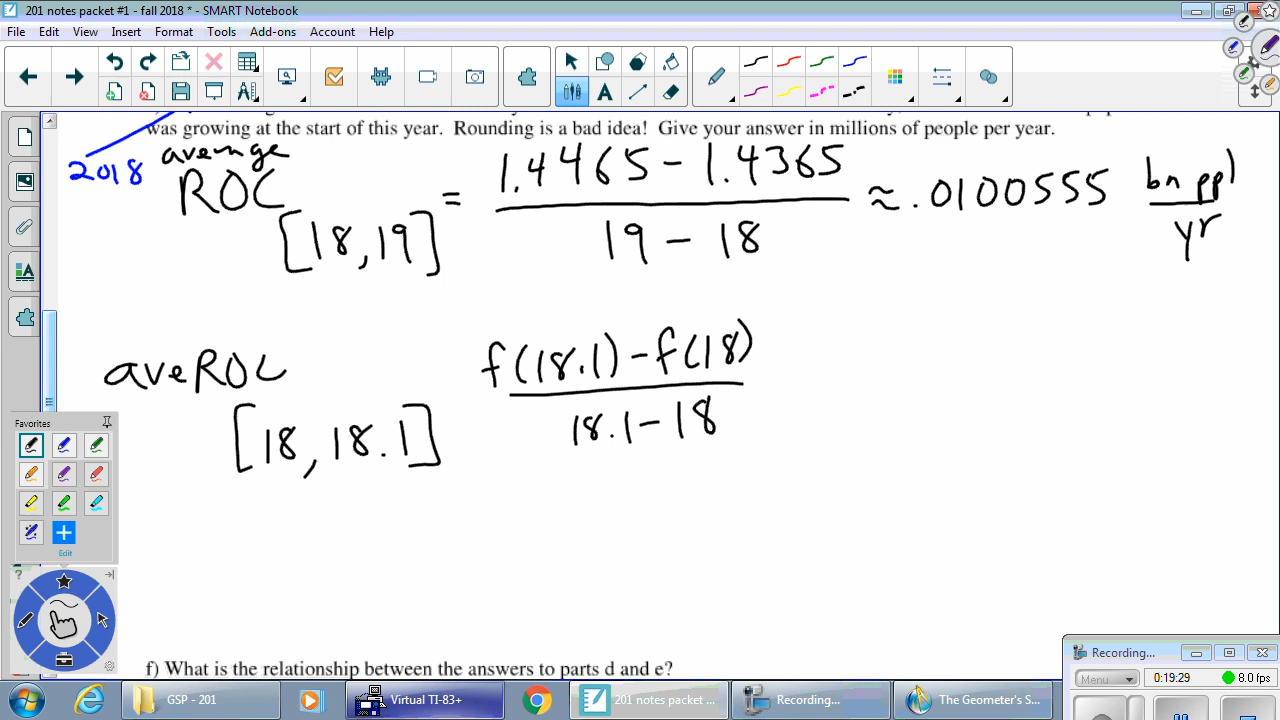 201 notes packet #1 - fall 2018 * - SMART Notebook
File Edit View Insert Format Tools Add-ons Account Help
was growing at the start of this year. Rounding is a bad idea! Give your answer in millions of people per year.
2018
average
ROC
[18,19]
= 1.4465 - 1.4365
19 - 18
≈ .0100555 bn ppl
yr
aveROC
[18, 18.1]
f(18.1) - f(18)
18.1 - 18
Favorites
Edit
?
f) What is the relationship between the answers to parts d and e?
Recording...
Menu 0:19:29 8.0 fps
GSP - 201
Virtual TI-83+
201 notes packet ...
Recording...
The Geometer's S...